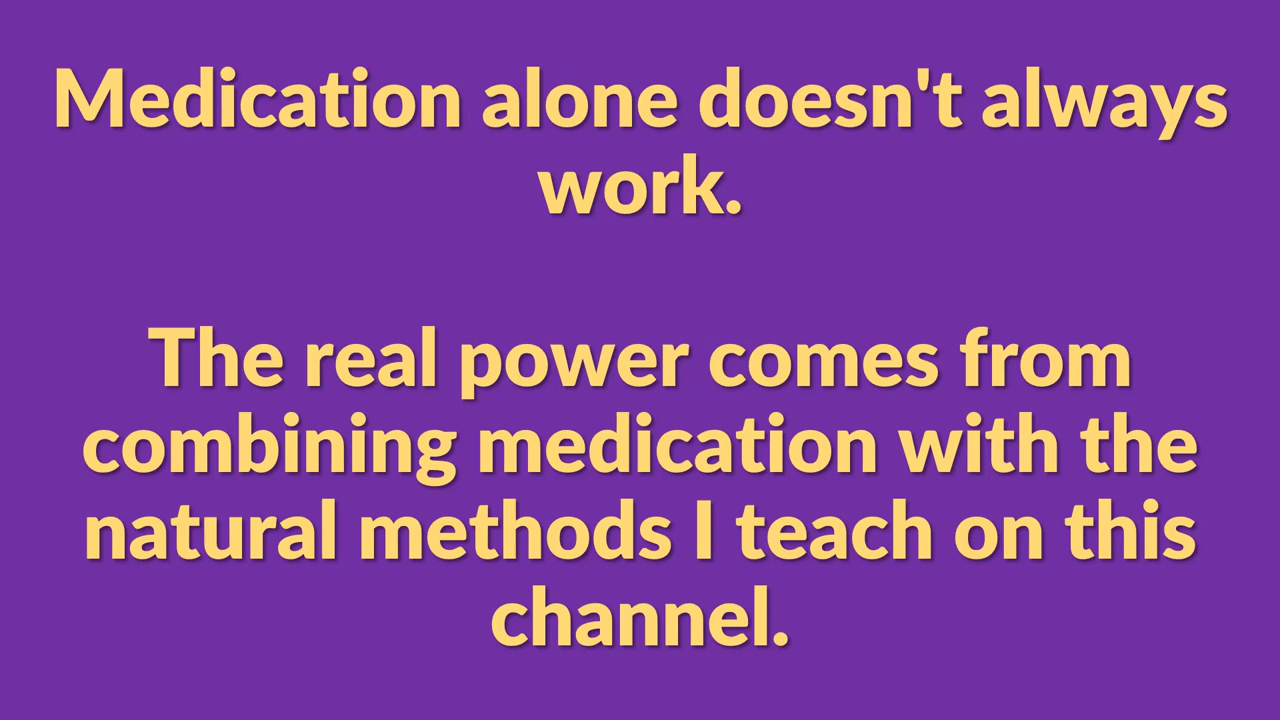 Medication alone doesn't always
work.
The real power comes from
combining medication with the
natural methods I teach on this
channel.